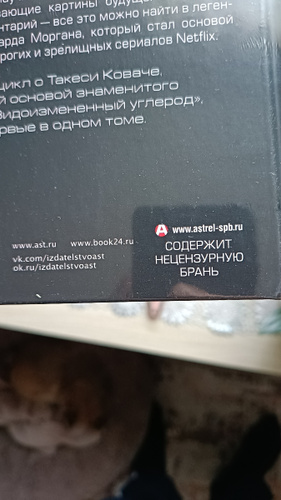 ающие картины будущего
нтарий — все это можно найти в леген-
арда Моргана, который стал основой
рогих и зрелищных сериалов Netflix.
цикл о Такеси Коваче,
й основой знаменитого
Видоизмененный углерод»,
рвые в одном томе.
www.ast.ru www.book24.ru
vk.com/izdatelstvoast
ok.ru/izdatelstvoast
www.astrel-spb.ru
СОДЕРЖИТ
НЕЦЕНЗУРНУЮ
БРАНЬ